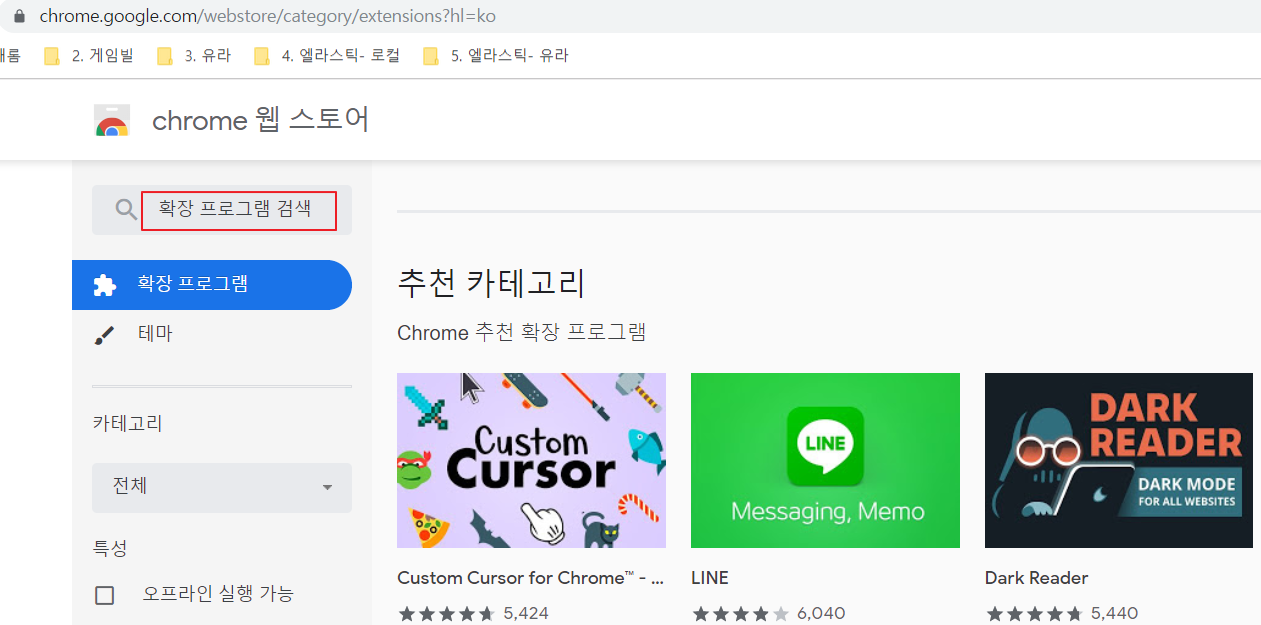 chrome.google.com/webstore/category/extensions?hl=ko
2. 게임빌 3. 유라 4. 엘라스틱- 로컬 5. 엘라스틱- 유라
chrome 웹 스토어
확장 프로그램 검색
확장 프로그램
테마
카테고리
전체
특성
오프라인 실행 가능
추천 카테고리
Chrome 추천 확장 프로그램
Custom
Cursor
LINE
Messaging, Memo
DARK
READER
DARK MODE
FOR ALL WEBSITES
Custom Cursor for Chrome™ - ...
LINE
Dark Reader
5,424
6,040
5,440